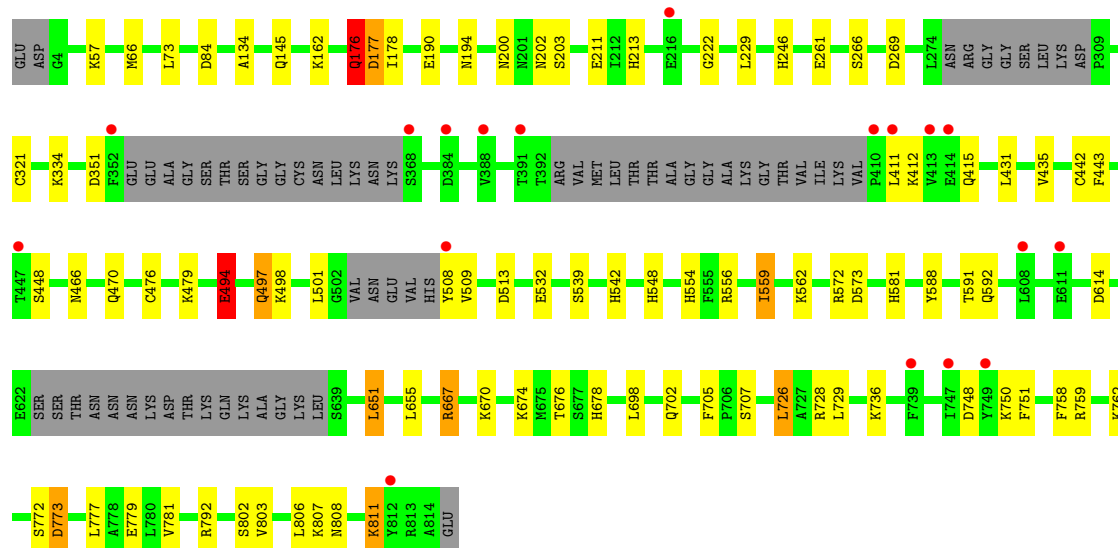 GLU ASP G4 K57 M66 L73 D84 A134 Q145 K162 Q176 D177 I178 E190 N194 N200 N201 N202 S203 E211 I212 H213 E216 G222 L229 H246 E261 S266 D269 L274 ASN ARG GLY GLY SER LEU LYS ASP P309
C321 K334 D351 F352 GLU GLU ALA GLY SER THR SER GLY GLY CYS ASN LEU LYS ASN LYS S368 D384 V388 T391 T392 ARG VAL MET LEU THR THR ALA GLY GLY ALA LYS GLY THR VAL ILE LYS VAL P410 L411 K412 V413 E414 Q415 L431 V435 C442 F443
T447 S448 N466 Q470 C476 K479 E494 Q497 K498 L501 G502 VAL ASN GLU VAL HIS Y508 V509 D513 E532 S539 H542 H548 H554 F555 R556 I559 K562 R572 D573 H581 Y588 T591 Q592 L608 E611 D614
E622 SER SER THR ASN ASN ASN LYS ASP THR LYS GLN LYS ALA GLY LYS LEU S639 L651 L655 R667 K670 K674 M675 T676 S677 H678 L698 Q702 F705 P706 S707 L726 A727 R728 L729 K736 F739 I747 D748 Y749 K750 F751 F758 R759 K762
S772 D773 L777 A778 E779 L780 V781 R792 S802 V803 L806 K807 N808 K811 Y812 R813 A814 GLU